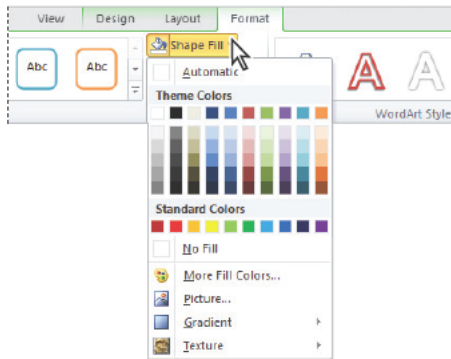 View Design Layout Format
Abc Abc Shape Fill A A
Automatic
WordArt Style
Theme Colors
Standard Colors
No Fill
More Fill Colors...
Picture...
Gradient
Texture